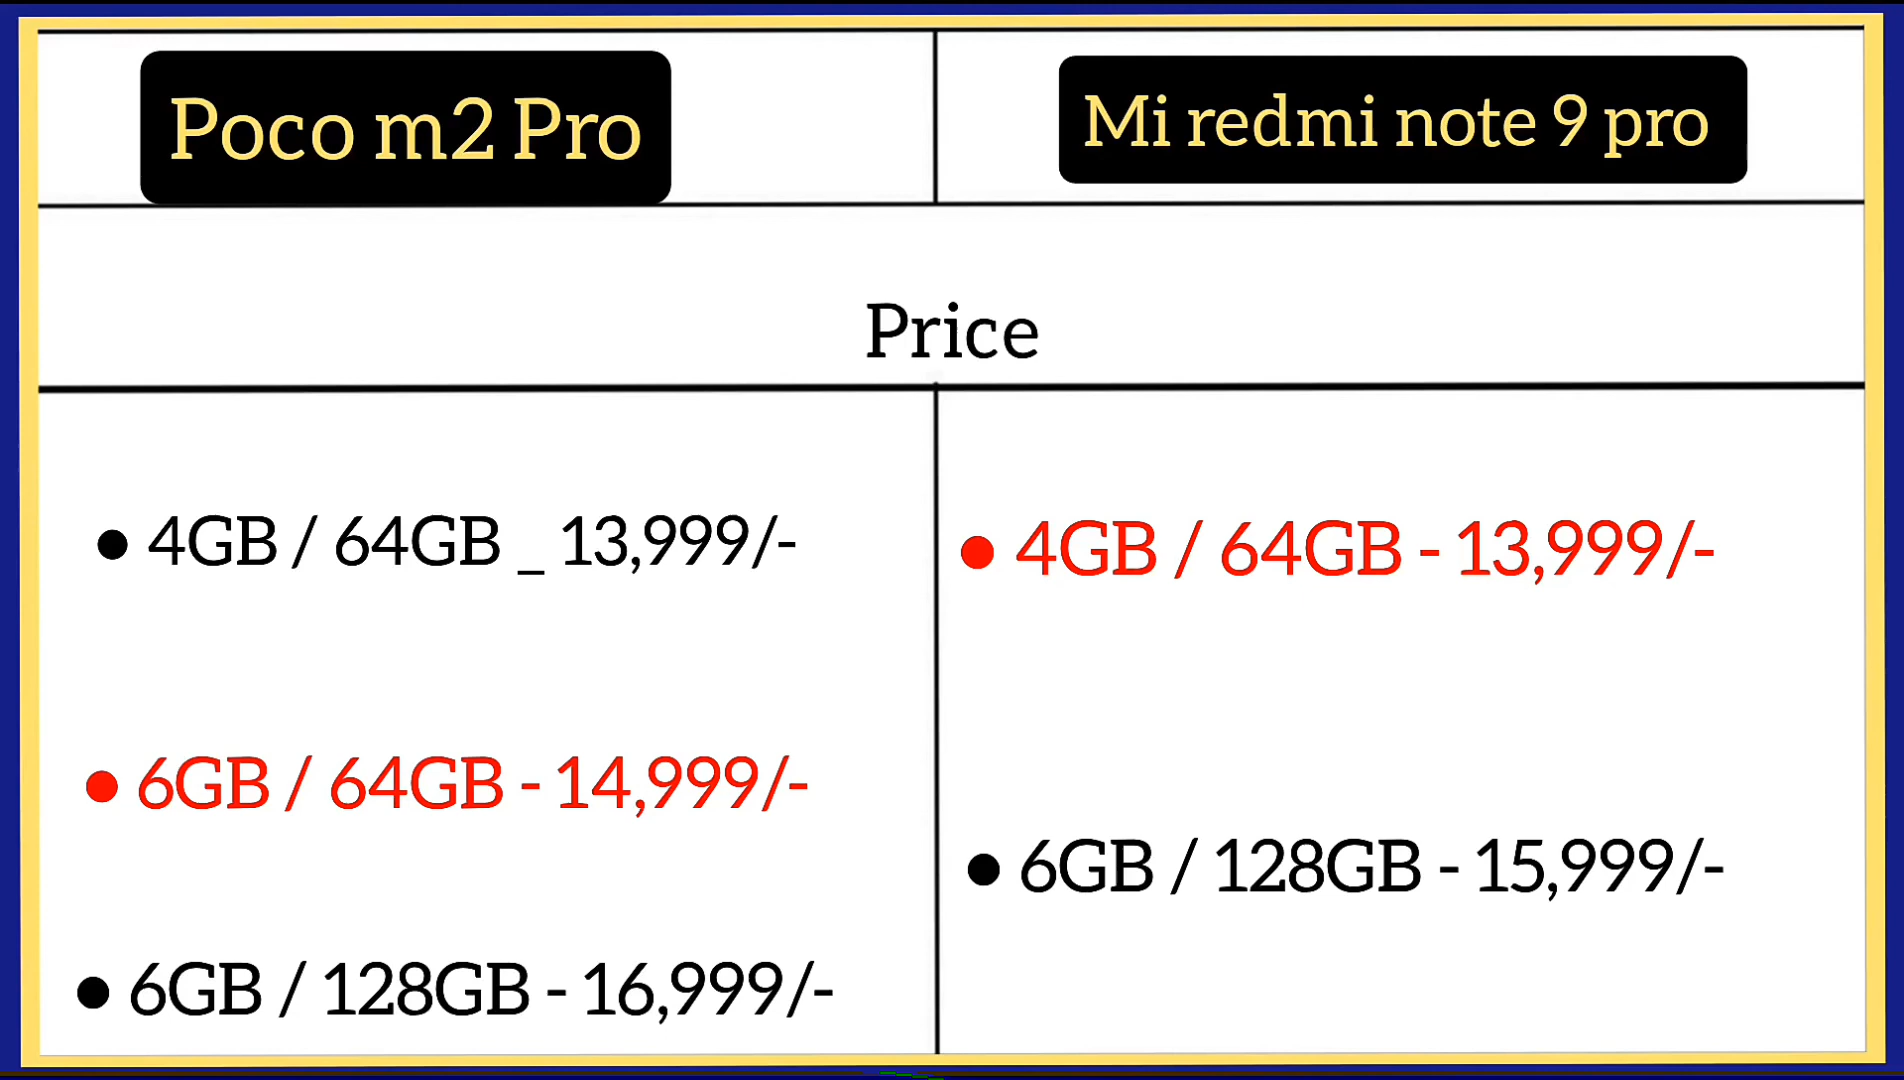 Poco m2 Pro
Mi redmi note 9 pro
Price
● 4GB / 64GB _ 13,999/-
● 6GB / 64GB - 14,999/-
● 6GB / 128GB - 16,999/-
● 4GB / 64GB - 13,999/-
● 6GB / 128GB - 15,999/-